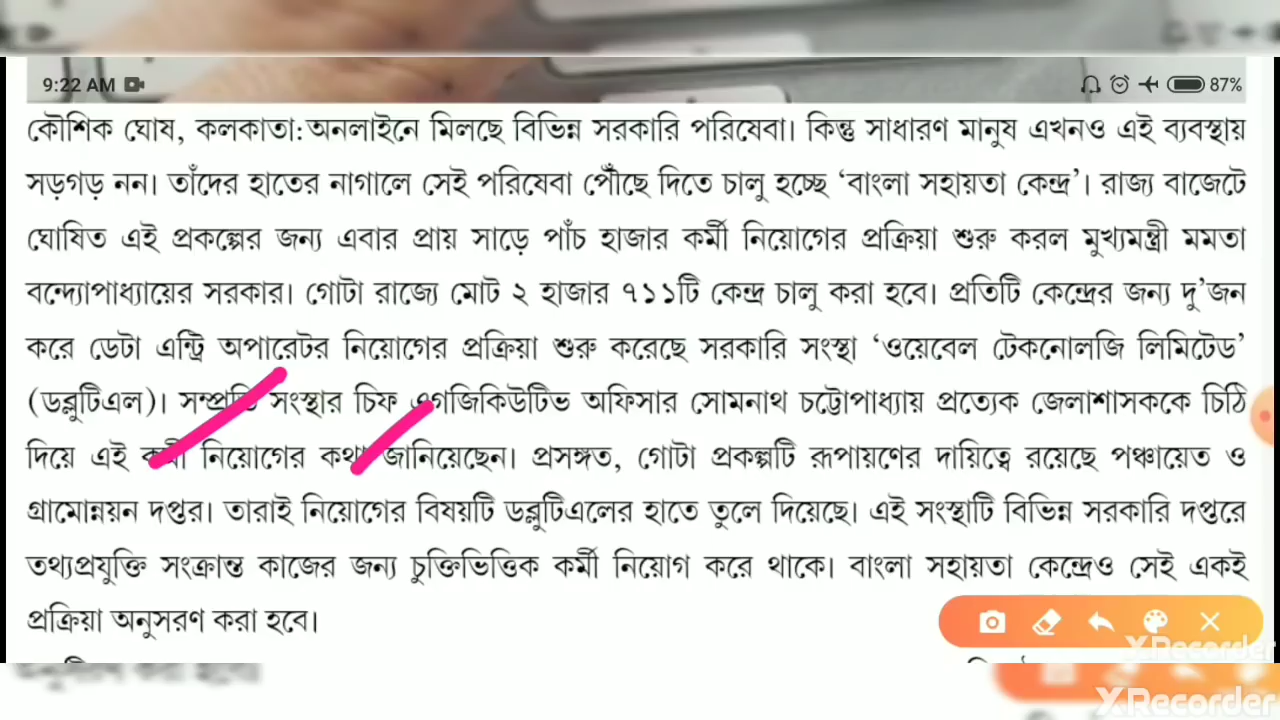 9:22 AM 87%
কৌশিক ঘোষ, কলকাতা: অনলাইনে মিলছে বিভিন্ন সরকারি পরিষেবা। কিন্তু সাধারণ মানুষ এখনও এই ব্যবস্থায়
সড়গড় নন। তাঁদের হাতের নাগালে সেই পরিষেবা পৌঁছে দিতে চালু হচ্ছে ‘বাংলা সহায়তা কেন্দ্র’। রাজ্য বাজেটে
ঘোষিত এই প্রকল্পের জন্য এবার প্রায় সাড়ে পাঁচ হাজার কর্মী নিয়োগের প্রক্রিয়া শুরু করল মুখ্যমন্ত্রী মমতা
বন্দ্যোপাধ্যায়ের সরকার। গোটা রাজ্যে মোট ২ হাজার ৭১১টি কেন্দ্র চালু করা হবে। প্রতিটি কেন্দ্রের জন্য দু’জন
করে ডেটা এন্ট্রি অপারেটর নিয়োগের প্রক্রিয়া শুরু করেছে সরকারি সংস্থা ‘ওয়েবেল টেকনোলজি লিমিটেড’
(ডব্লুটিএল)। সম্প্রতি সংস্থার চিফ এগজিকিউটিভ অফিসার সোমনাথ চট্টোপাধ্যায় প্রত্যেক জেলাশাসককে চিঠি
দিয়ে এই কর্মী নিয়োগের কথা জানিয়েছেন। প্রসঙ্গত, গোটা প্রকল্পটি রূপায়ণের দায়িত্বে রয়েছে পঞ্চায়েত ও
গ্রামোন্নয়ন দপ্তর। তারাই নিয়োগের বিষয়টি ডব্লুটিএলের হাতে তুলে দিয়েছে। এই সংস্থাটি বিভিন্ন সরকারি দপ্তরে
তথ্যপ্রযুক্তি সংক্রান্ত কাজের জন্য চুক্তিভিত্তিক কর্মী নিয়োগ করে থাকে। বাংলা সহায়তা কেন্দ্রেও সেই একই
প্রক্রিয়া অনুসরণ করা হবে।
XRecorder
XRecorder